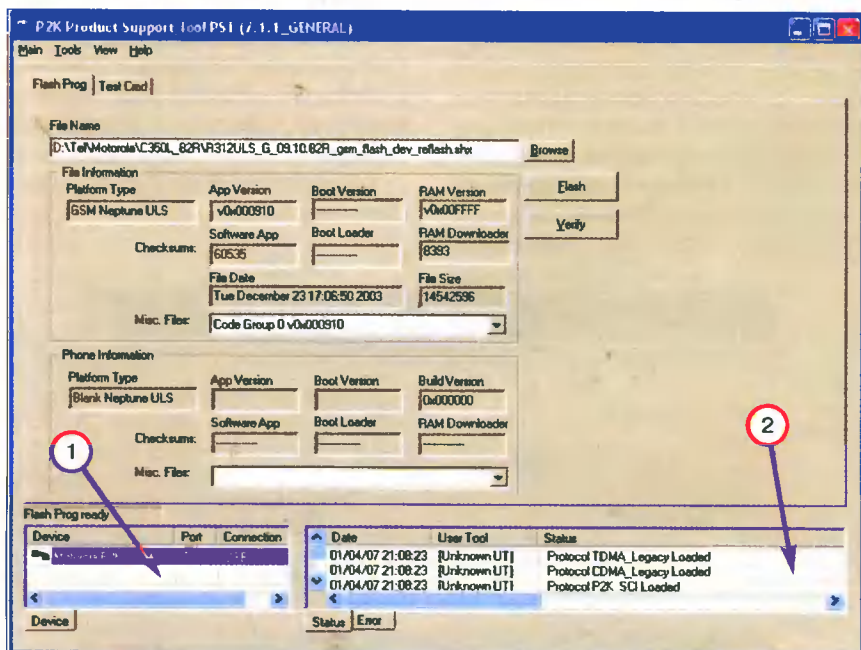 P2K Product Support Tool PST (7.1.1_GENERAL)
Main Tools View Help
Flash Prog Test Cmd
File Name
D:\Tel\Motorola\C350L_82R\R312ULS_G_09.10.82R_gsm_flash_dev_reflash.shx Browse
File Information
Platform Type App Version Boot Version RAM Version Flash
GSM Neptune ULS v0x000910 ---------- v0x00FFFF
Verify
Software App Boot Loader RAM Downloader
Checksums: 60535 ---------- 8393
File Date File Size
Tue December 23 17:06:50 2003 14542596
Misc. Files: Code Group 0 v0x000910
Phone Information
Platform Type App Version Boot Version Build Version
Blank Neptune ULS 0x000000
Software App Boot Loader RAM Downloader
Checksums: ---------- ---------- ----------
1
2
Misc. Files:
Flash Prog ready
Device Port Connection Date User Tool Status
01/04/07 21:08:23 [Unknown UT] Protocol TDMA_Legacy Loaded
01/04/07 21:08:23 [Unknown UT] Protocol CDMA_Legacy Loaded
01/04/07 21:08:23 [Unknown UT] Protocol P2K_SCI Loaded
Device Status Error